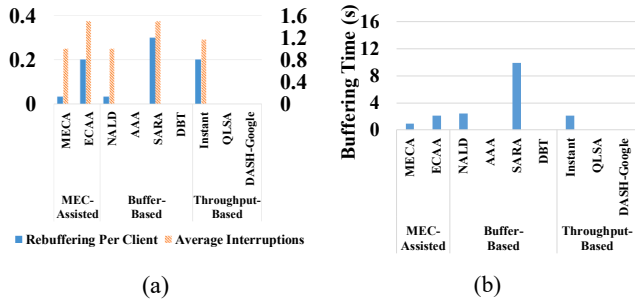 0.4
0.2
0
1.6
1.2
0.8
0.4
0
MECA
ECAA
NALD
AAA
SARA
DBT
Instant
QLSA
DASH-Google
MEC-
Assisted
Buffer-
Based
Throughput-
Based
Rebuffering Per Client
Average Interruptions
(a)
Buffering Time (s)
16
12
8
4
0
MECA
ECAA
NALD
AAA
SARA
DBT
Instant
QLSA
DASH-Google
MEC-
Assisted
Buffer-
Based
Throughput-
Based
(b)